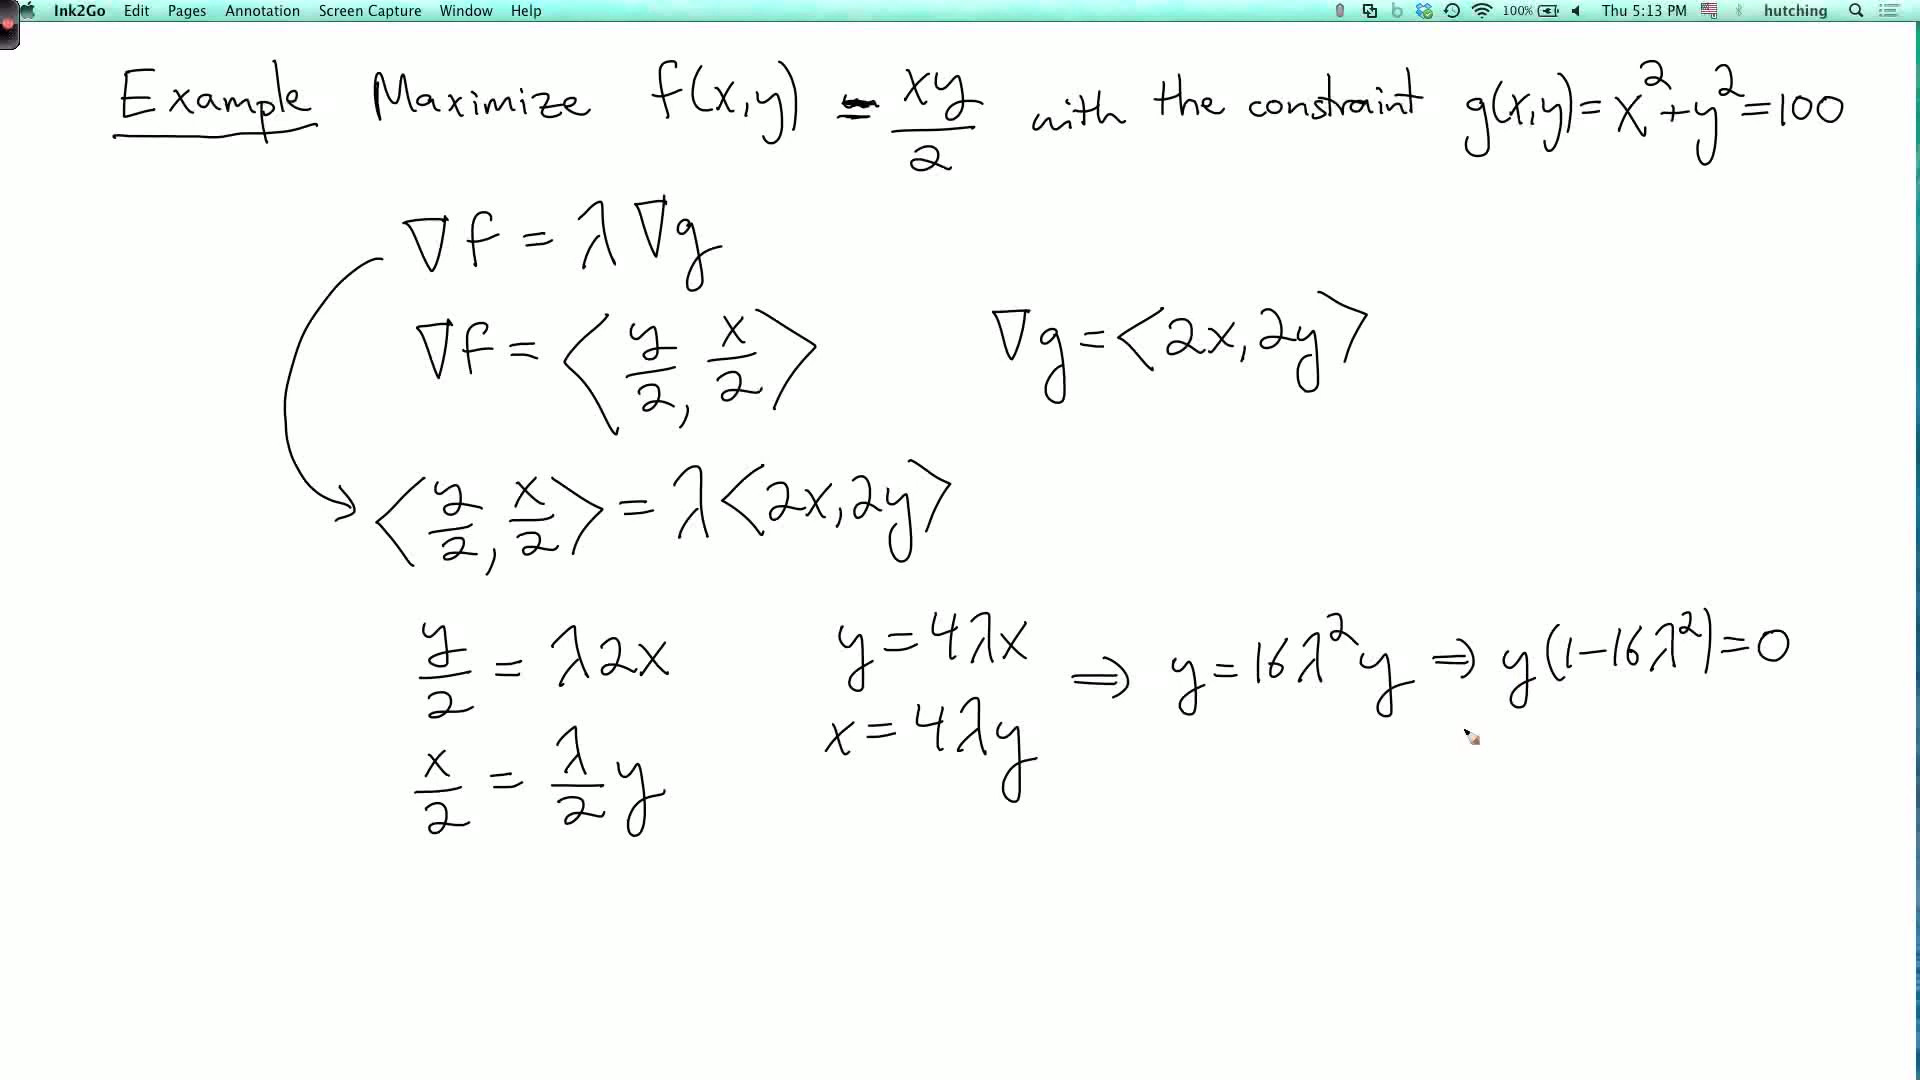 Ink2Go Edit Pages Annotation Screen Capture Window Help 100% Thu 5:13 PM hutching
Example Maximize f(x,y) = xy/2 with the constraint g(x,y) = x² + y² = 100
∇f = λ∇g
∇f = ⟨y/2, x/2⟩ ∇g = ⟨2x, 2y⟩
⟨y/2, x/2⟩ = λ⟨2x, 2y⟩
y/2 = λ2x y = 4λx ⟹ y = 16λ²y ⟹ y(1-16λ²) = 0
x/2 = λ/2 y x = 4λy